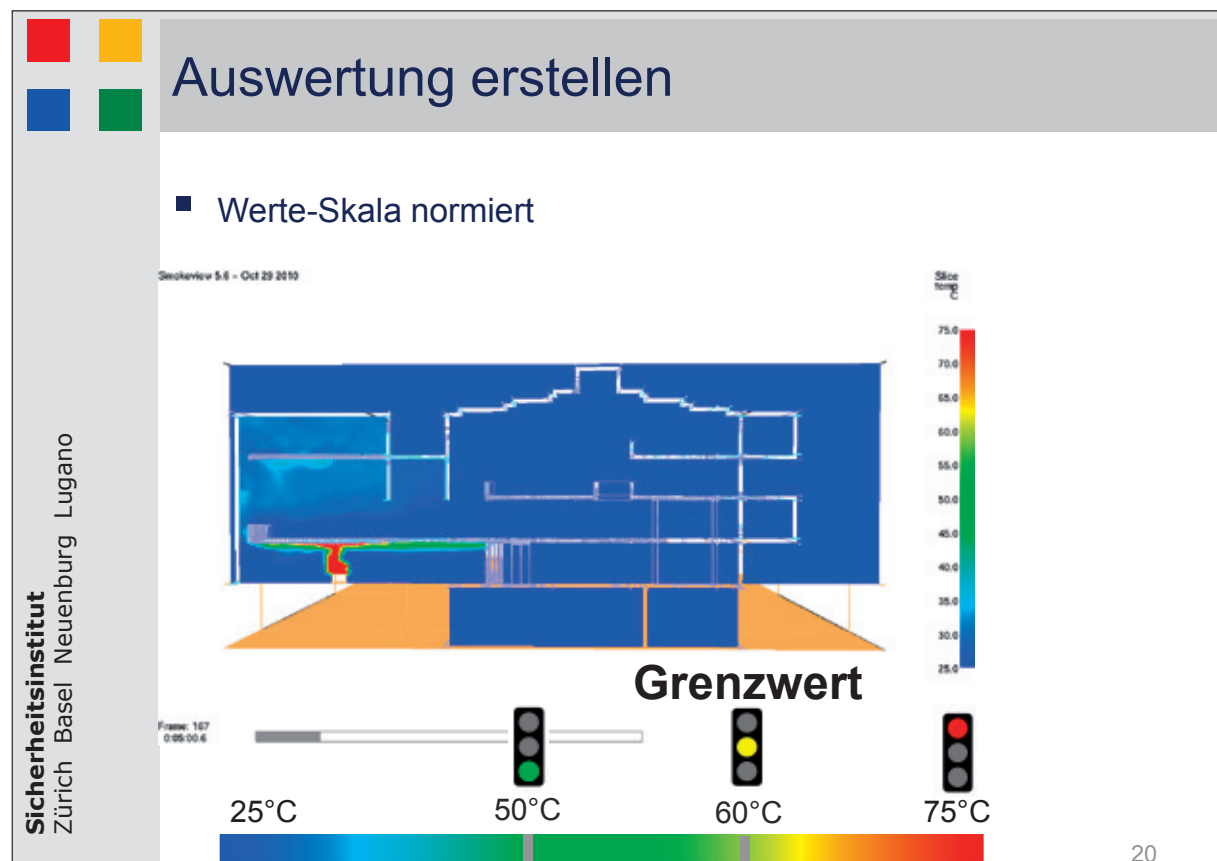 Auswertung erstellen
Werte-Skala normiert
Smokeview 5.6 - Oct 29 2010
Slice
temp
C
75.0
70.0
65.0
60.0
55.0
50.0
45.0
40.0
35.0
30.0
25.0
Grenzwert
Frame: 167
0:05:00.6
25°C 50°C 60°C 75°C
Sicherheitsinstitut
Zürich Basel Neuenburg Lugano
20